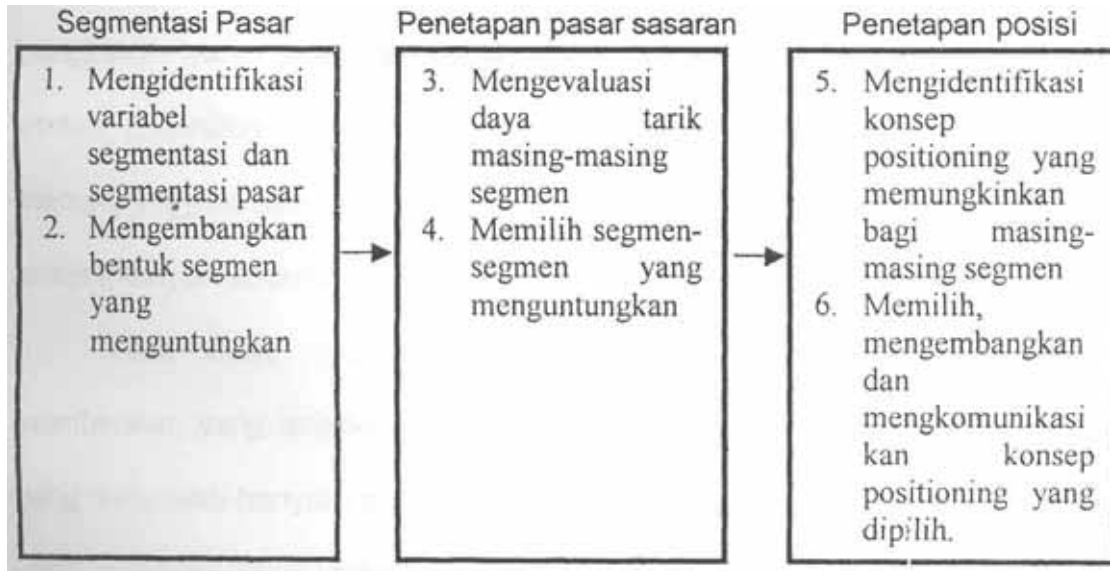 Segmentasi Pasar
1. Mengidentifikasi
variabel
segmentasi dan
segmentasi pasar
2. Mengembangkan
bentuk segmen
yang
menguntungkan
Penetapan pasar sasaran
3. Mengevaluasi
daya tarik
masing-masing
segmen
4. Memilih segmen-
segmen yang
menguntungkan
Penetapan posisi
5. Mengidentifikasi
konsep
positioning yang
memungkinkan
bagi masing-
masing segmen
6. Memilih,
mengembangkan
dan
mengkomunikasi
kan konsep
positioning yang
dipilih.